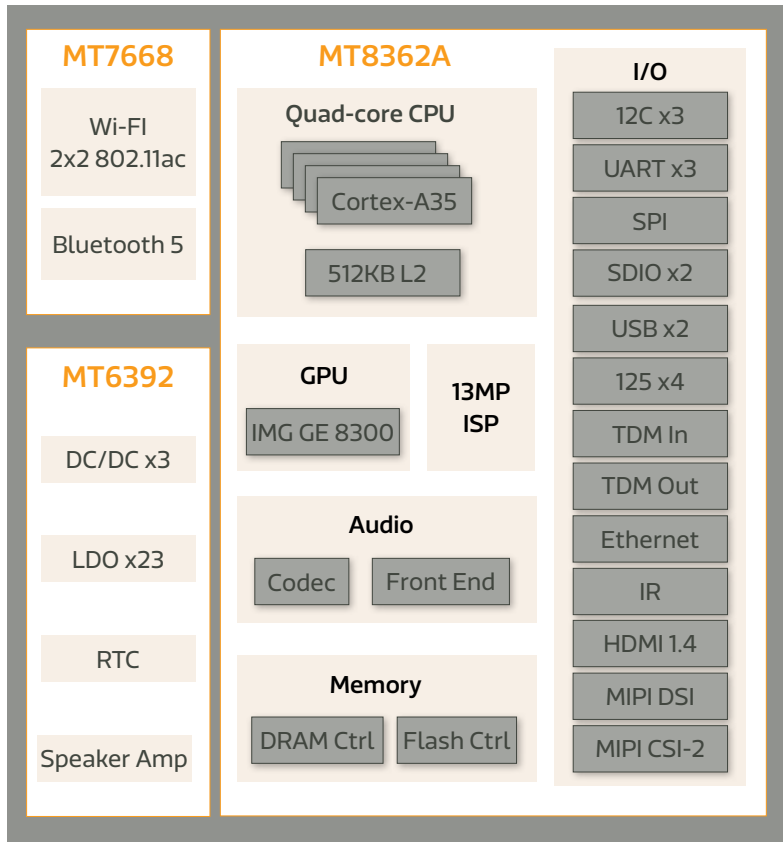 MT7668
Wi-FI
2x2 802.11ac
Bluetooth 5
MT6392
DC/DC x3
LDO x23
RTC
Speaker Amp
MT8362A
Quad-core CPU
Cortex-A35
512KB L2
GPU
IMG GE 8300
13MP
ISP
Audio
Codec
Front End
Memory
DRAM Ctrl
Flash Ctrl
I/O
12C x3
UART x3
SPI
SDIO x2
USB x2
125 x4
TDM In
TDM Out
Ethernet
IR
HDMI 1.4
MIPI DSI
MIPI CSI-2